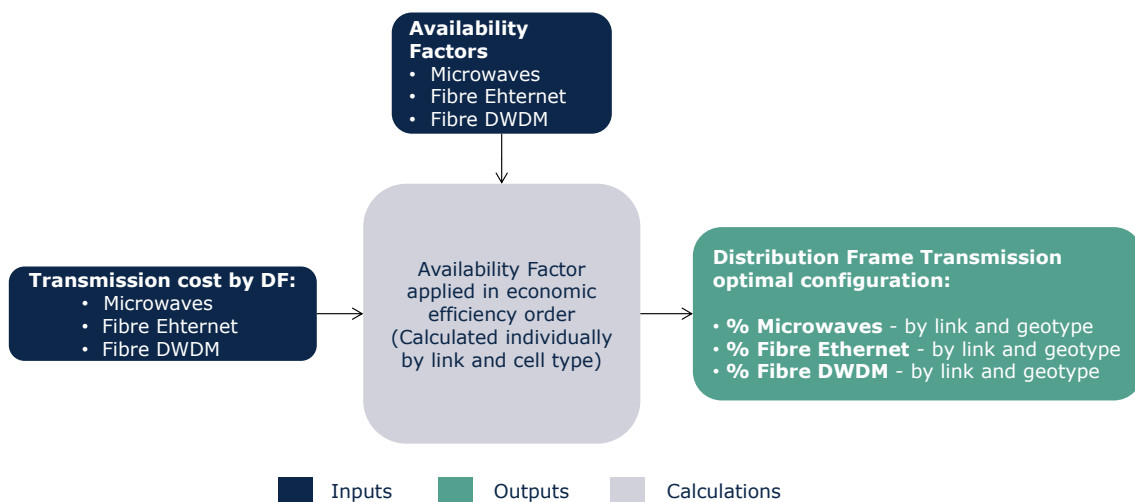 Availability
Factors
• Microwaves
• Fibre Ehternet
• Fibre DWDM
Transmission cost by DF:
• Microwaves
• Fibre Ehternet
• Fibre DWDM
Availability Factor
applied in economic
efficiency order
(Calculated individually
by link and cell type)
Distribution Frame Transmission
optimal configuration:
• % Microwaves - by link and geotype
• % Fibre Ethernet - by link and geotype
• % Fibre DWDM - by link and geotype
Inputs
Outputs
Calculations